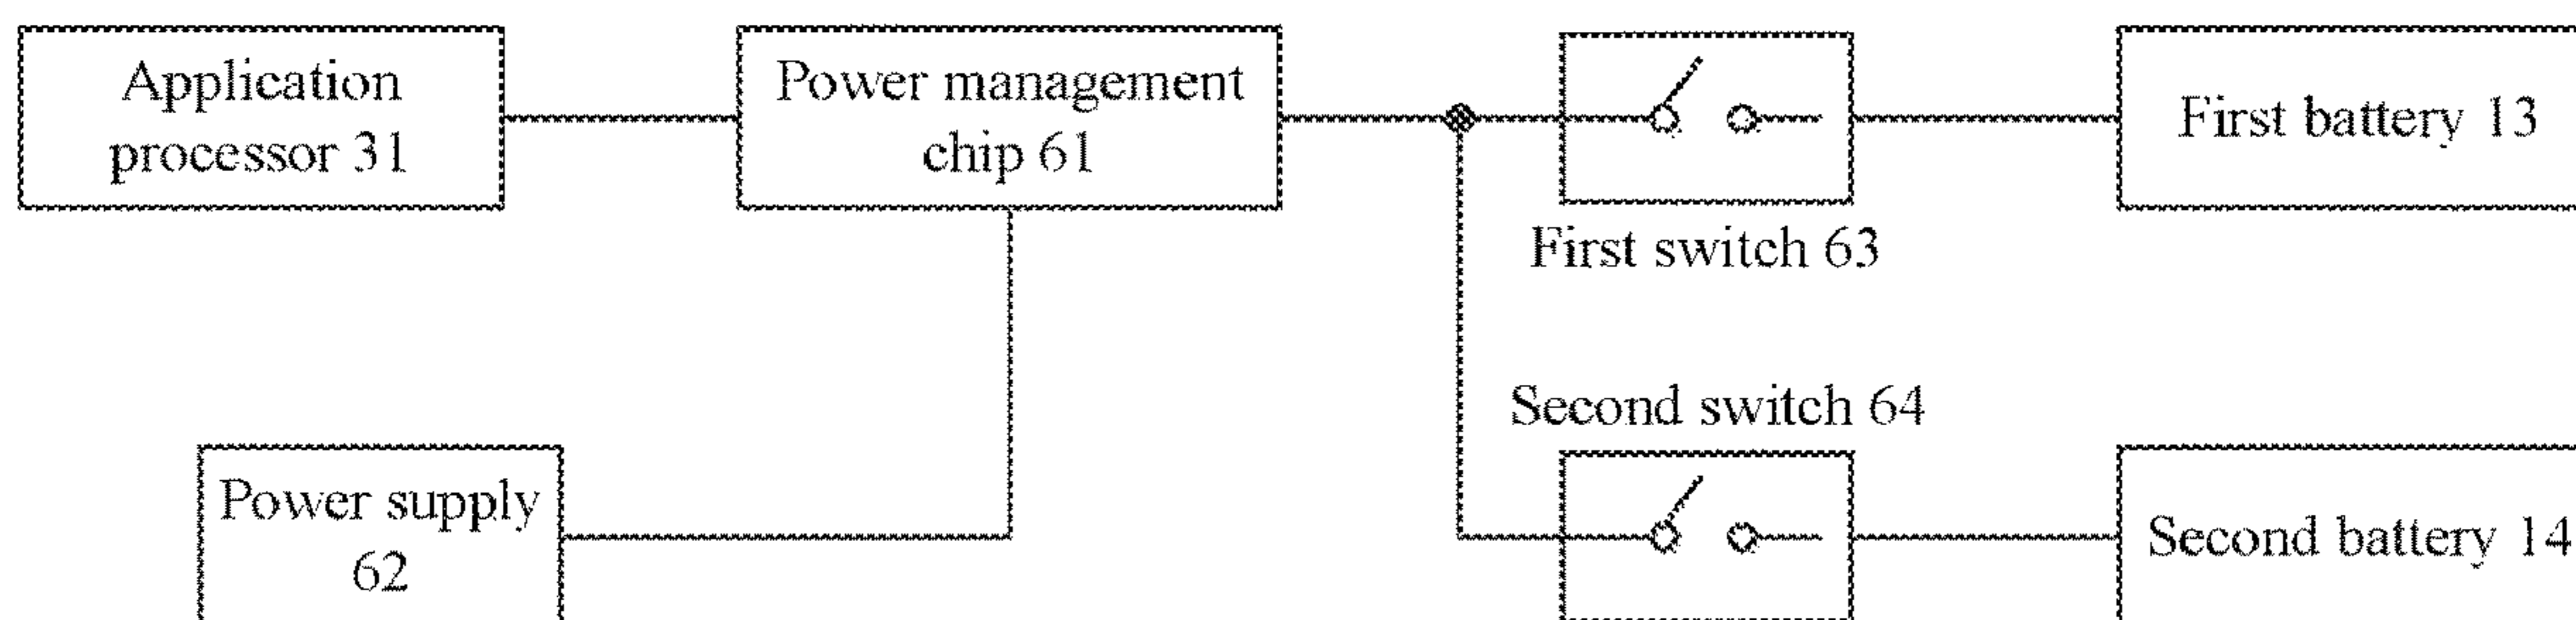 Application
processor 31
Power management
chip 61
First battery 13
First switch 63
Second switch 64
Power supply
62
Second battery 14